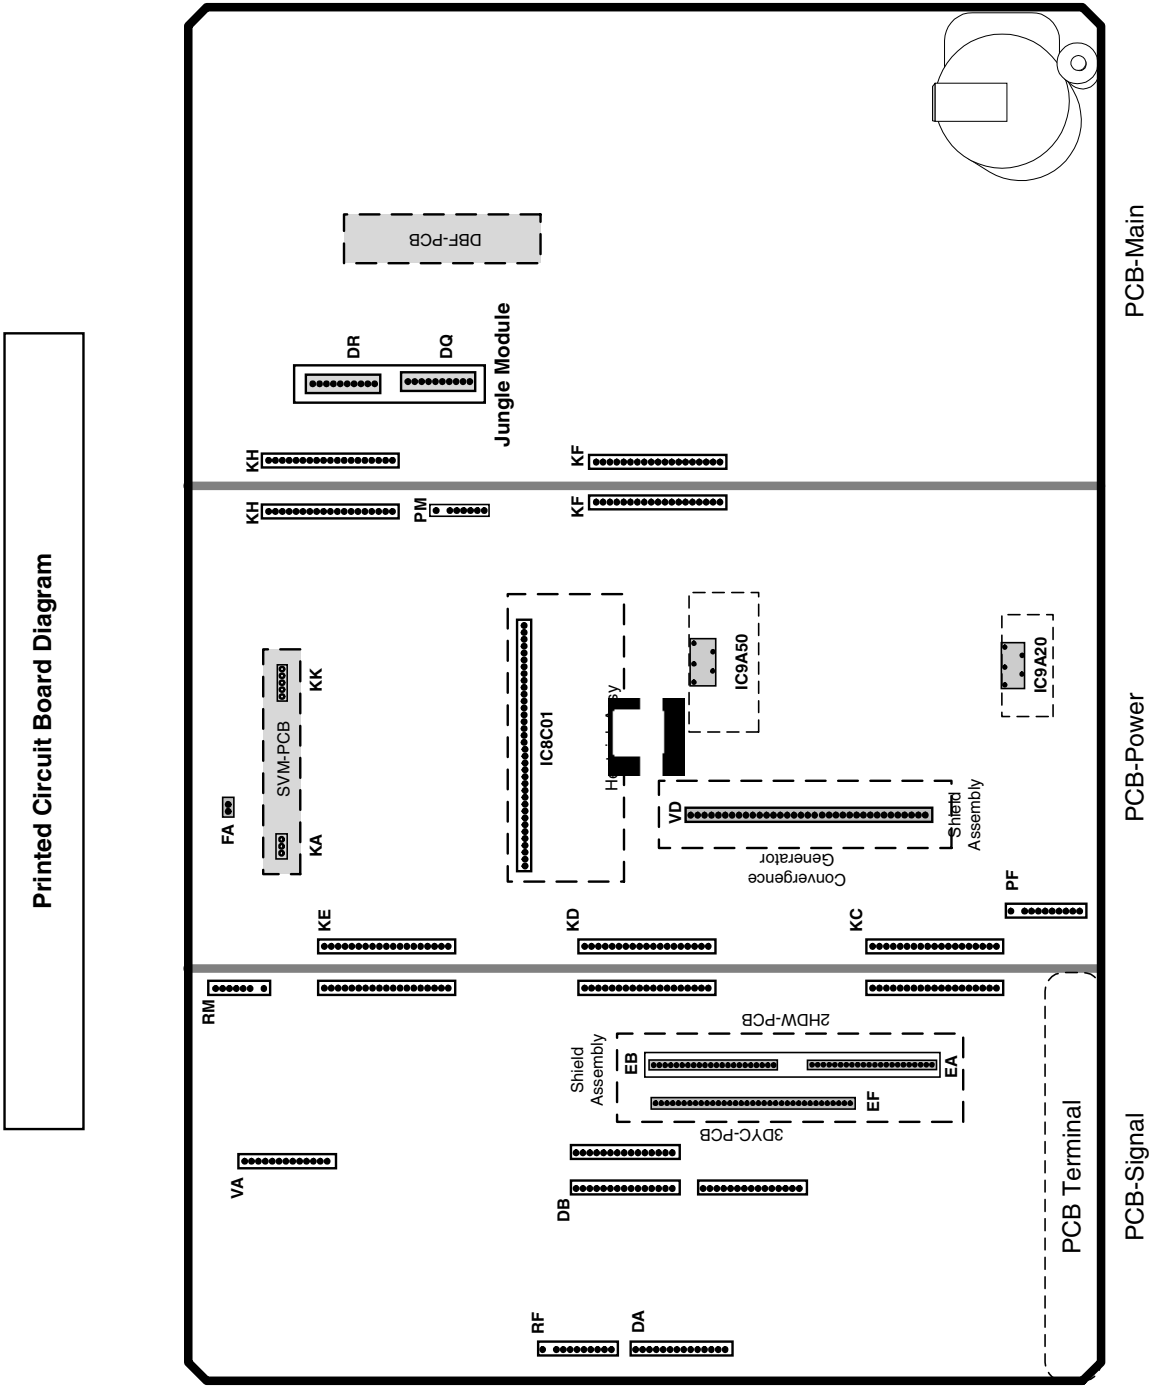 Printed Circuit Board Diagram
PCB-Signal
PCB-Power
PCB-Main
PCB Terminal
RM
VA
RF
DA
DB
3DYC-PCB
2HDW-PCB
Shield
Assembly
EB
EA
EF
KE
KD
KC
PF
FA
KA
SVM-PCB
KK
IC8C01
VD
Shield
Assembly
Convergence
Generator
IC9A50
IC9A20
KH
PM
KF
KH
KF
DR
DQ
Jungle Module
DBF-PCB